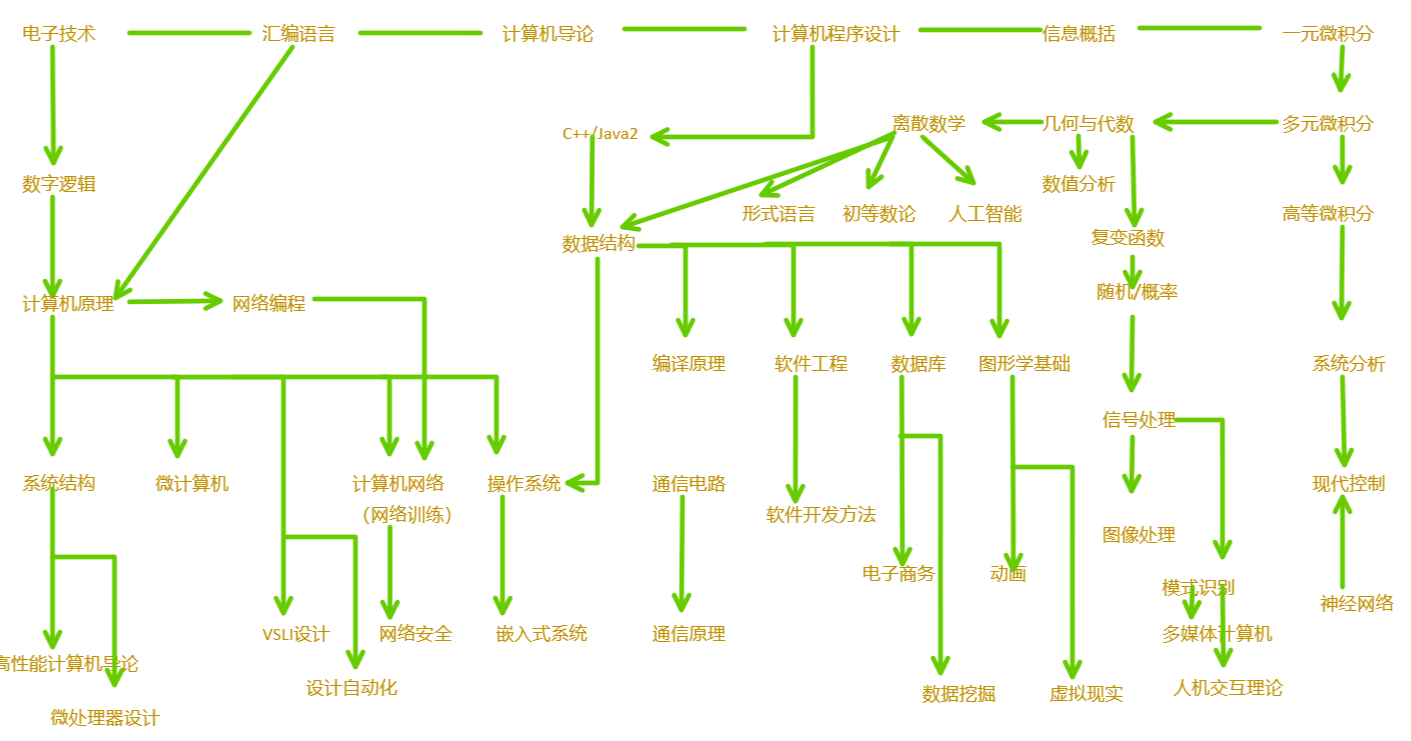 电子技术
汇编语言
计算机导论
计算机程序设计
信息概括
一元微积分
C++/Java2
离散数学
几何与代数
多元微积分
数字逻辑
形式语言
初等数论
人工智能
数值分析
高等微积分
数据结构
复变函数
计算机原理
网络编程
随机/概率
编译原理
软件工程
数据库
图形学基础
系统分析
信号处理
系统结构
微计算机
计算机网络
（网络训练）
操作系统
通信电路
软件开发方法
现代控制
图像处理
电子商务
动画
模式识别
神经网络
VSLI设计
网络安全
嵌入式系统
通信原理
多媒体计算机
高性能计算机导论
设计自动化
数据挖掘
虚拟现实
人机交互理论
微处理器设计